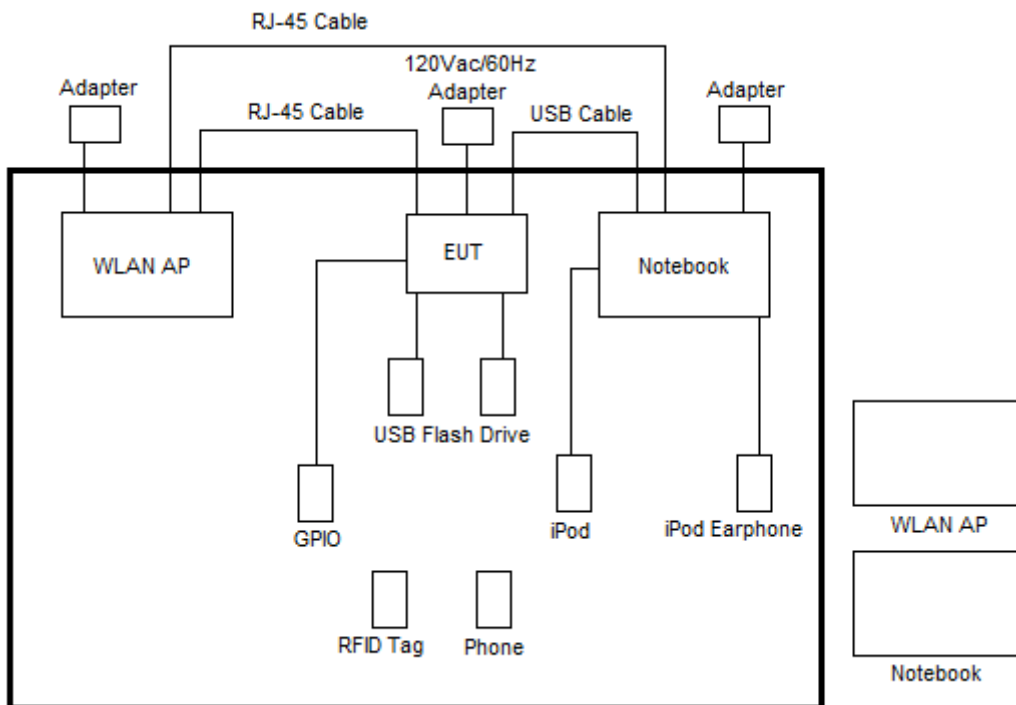 RJ-45 Cable
120Vac/60Hz
Adapter
Adapter
Adapter
RJ-45 Cable
USB Cable
WLAN AP
EUT
Notebook
USB Flash Drive
GPIO
iPod
iPod Earphone
WLAN AP
RFID Tag
Phone
Notebook